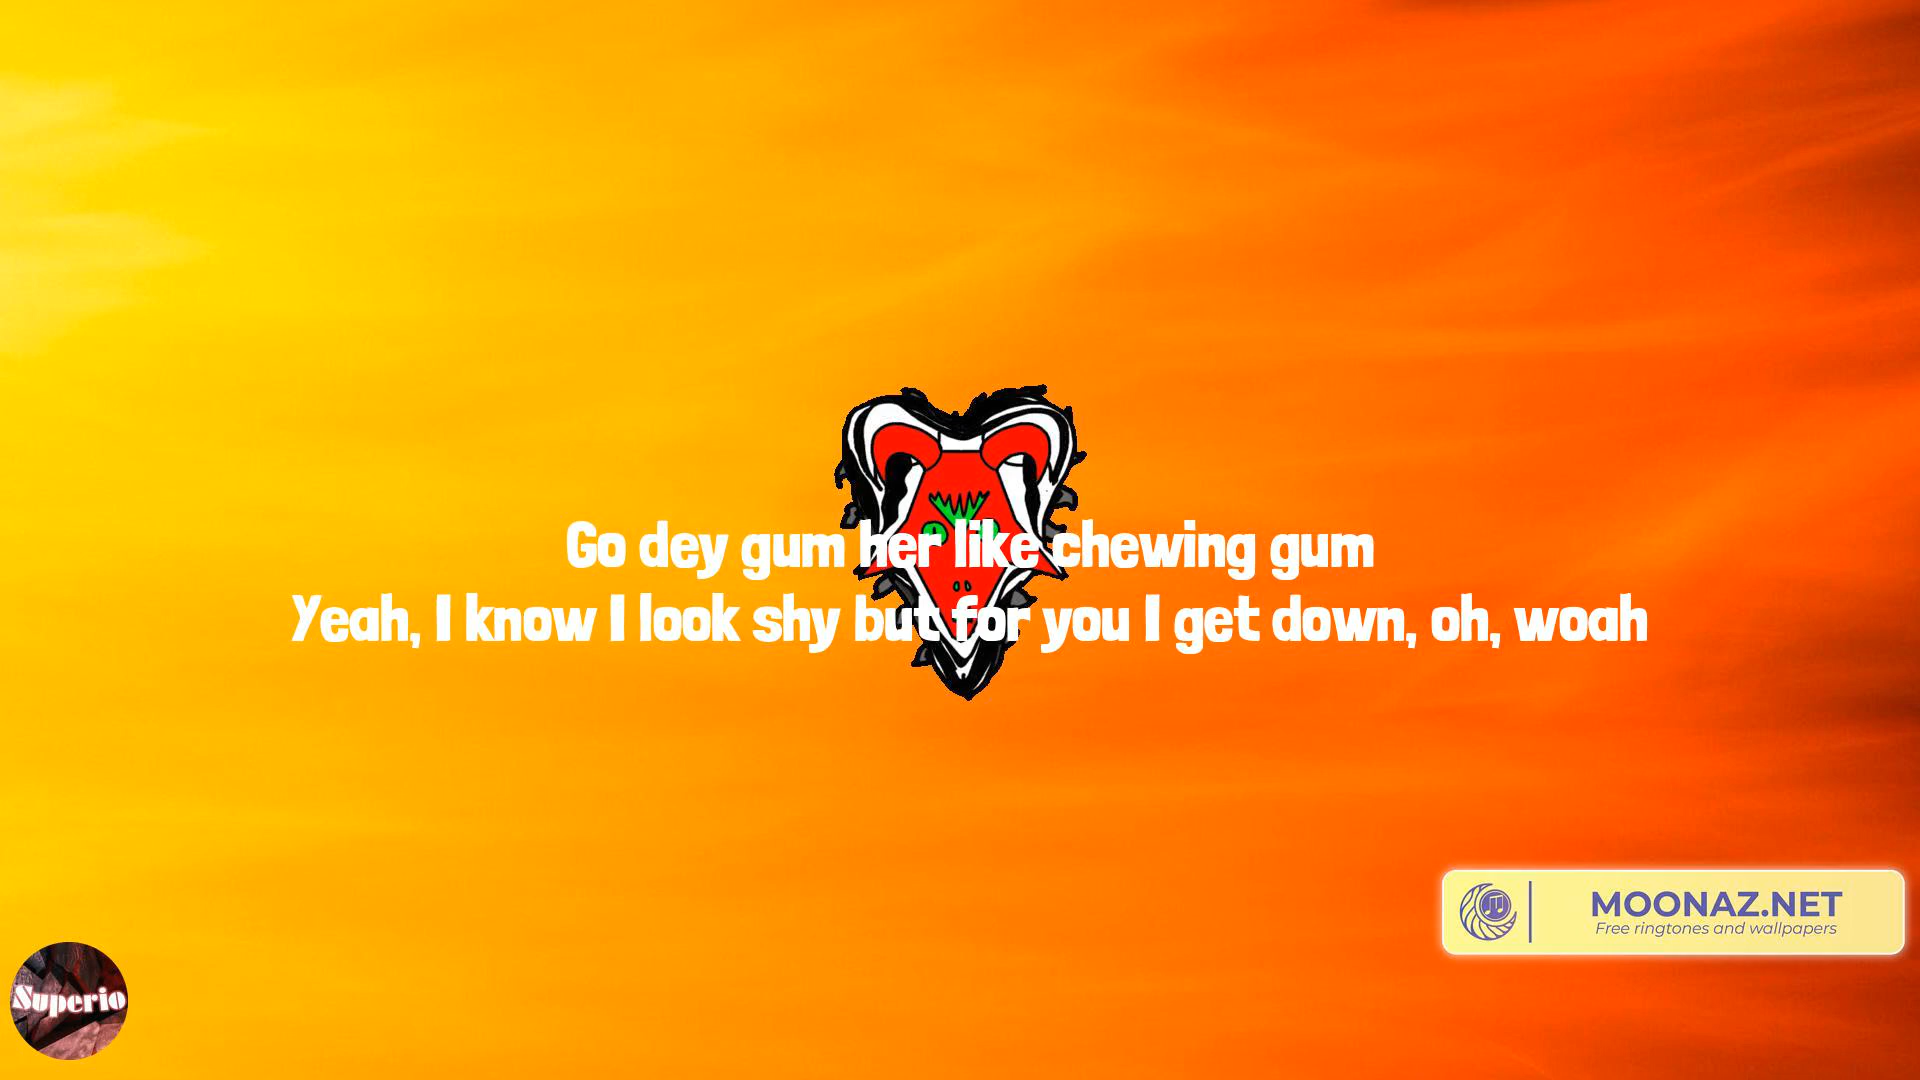 Go dey gum her like chewing gum
Yeah, I know I look shy but for you I get down, oh, woah
MOONAZ.NET
Free ringtones and wallpapers
Superio